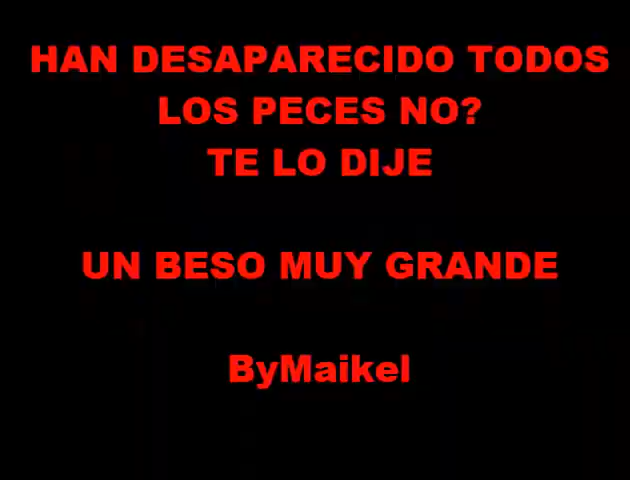 HAN DESAPARECIDO TODOS
LOS PECES NO?
TE LO DIJE
UN BESO MUY GRANDE
ByMaikel